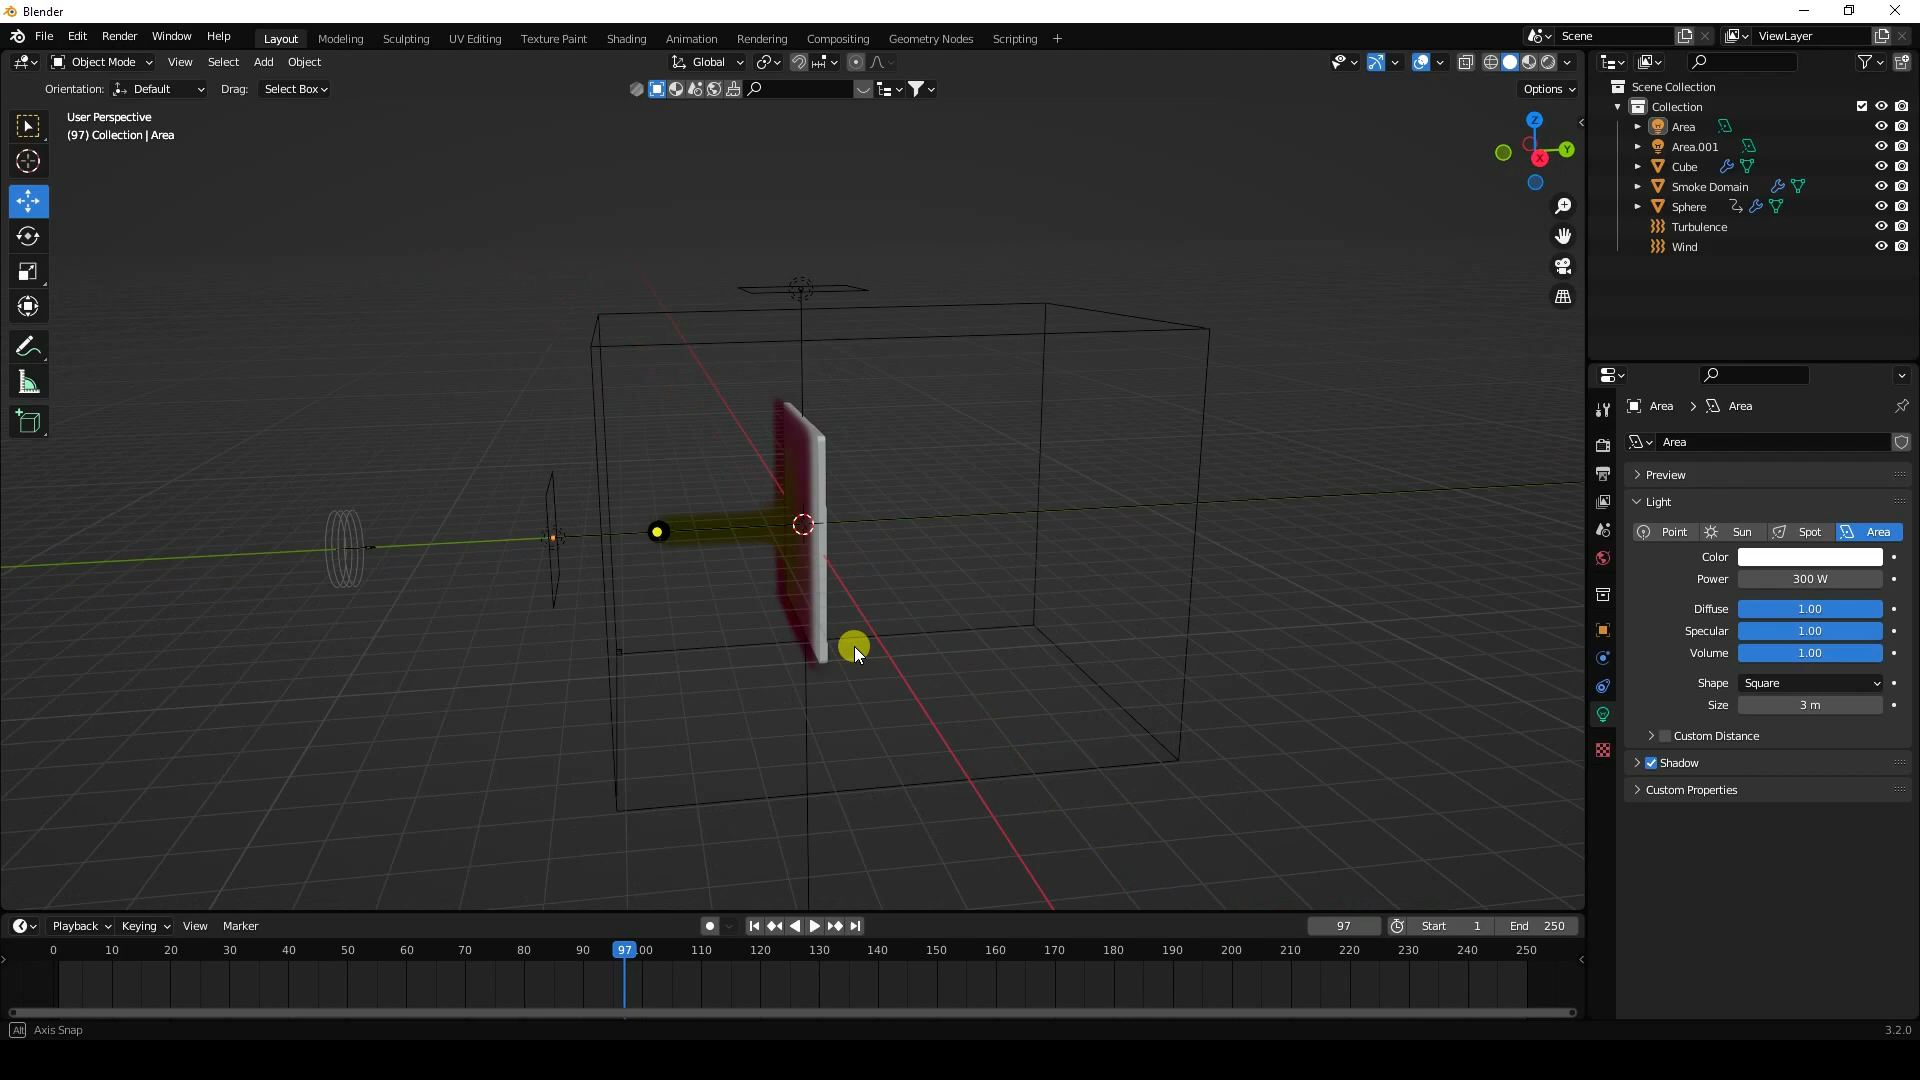 Blender
File Edit Render Window Help Layout Modeling Sculpting UV Editing Texture Paint Shading Animation Rendering Compositing Geometry Nodes Scripting + Scene ViewLayer
Object Mode View Select Add Object Global
Orientation: Default Drag: Select Box Options
User Perspective
(97) Collection | Area
Z
Y
X
Scene Collection
Collection
Area
Area.001
Cube
Smoke Domain
Sphere
Turbulence
Wind
Area > Area
Area
Preview
Light
Point Sun Spot Area
Color
Power 300 W
Diffuse 1.00
Specular 1.00
Volume 1.00
Shape Square
Size 3 m
Custom Distance
Shadow
Custom Properties
Playback Keying View Marker 97 Start 1 End 250
0 10 20 30 40 50 60 70 80 90 97 00 110 120 130 140 150 160 170 180 190 200 210 220 230 240 250
Alt Axis Snap 3.2.0